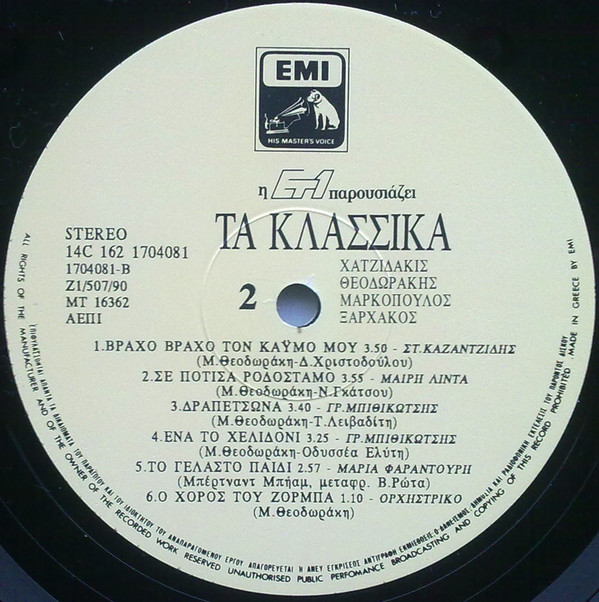 EMI
HIS MASTER'S VOICE
η ET1 παρουσιάζει
ΤΑ ΚΛΑΣΣΙΚΑ
STEREO
14C 162 1704081
1704081-B
Z1/507/90
MT 16362
ΑΕΠΙ
2
ΧΑΤΖΙΔΑΚΙΣ
ΘΕΟΔΩΡΑΚΗΣ
ΜΑΡΚΟΠΟΥΛΟΣ
ΞΑΡΧΑΚΟΣ
1.ΒΡΑΧΟ ΒΡΑΧΟ ΤΟΝ ΚΑΫΜΟ ΜΟΥ 3.50 - ΣΤ.ΚΑΖΑΝΤΖΙΔΗΣ
(Μ.Θεοδωράκη-Δ.Χριστοδούλου)
2.ΣΕ ΠΟΤΙΣΑ ΡΟΔΟΣΤΑΜΟ 3.55 - ΜΑΙΡΗ ΛΙΝΤΑ
(Μ.Θεοδωράκη-Ν.Γκάτσου)
3.ΔΡΑΠΕΤΣΩΝΑ 3.40 - ΓΡ.ΜΠΙΘΙΚΩΤΣΗΣ
(Μ.Θεοδωράκη-Τ.Λειβαδίτη)
4.ΕΝΑ ΤΟ ΧΕΛΙΔΟΝΙ 3.25 - ΓΡ.ΜΠΙΘΙΚΩΤΣΗΣ
(Μ.Θεοδωράκη-Οδυσσέα Ελύτη)
5.ΤΟ ΓΕΛΑΣΤΟ ΠΑΙΔΙ 2.57 - ΜΑΡΙΑ ΦΑΡΑΝΤΟΥΡΗ
(Μπέρτναντ Μπήαμ, μεταφρ. Β.Ρώτα)
6.Ο ΧΟΡΟΣ ΤΟΥ ΖΟΡΜΠΑ 1.10 - ΟΡΧΗΣΤΡΙΚΟ
(Μ.Θεοδωράκη)
MADE IN GREECE BY EMI
ALL RIGHTS OF THE MANUFACTURER AND OF THE OWNER OF THE RECORDED WORK RESERVED UNAUTHORISED PUBLIC PERFOMANCE BROADCASTING AND COPYING OF THIS RECORD PROHIBITED